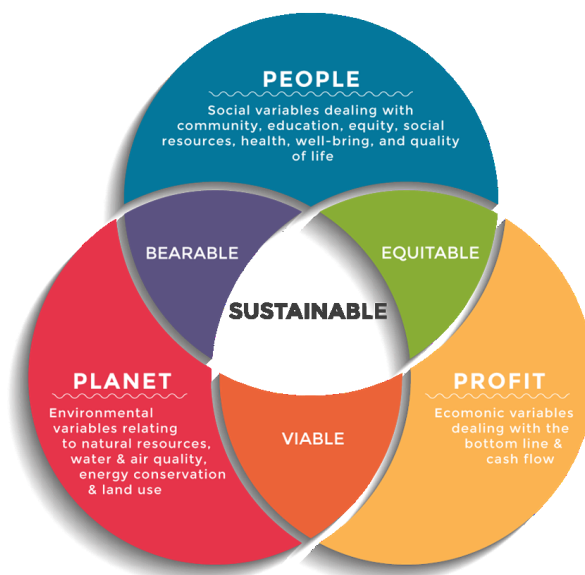 PEOPLE
Social variables dealing with
community, education, equity, social
resources, health, well-bring, and quality
of life
BEARABLE
EQUITABLE
SUSTAINABLE
PLANET
Environmental
variables relating
to natural resources,
water & air quality,
energy conservation
& land use
VIABLE
PROFIT
Ecomonic variables
dealing with the
bottom line &
cash flow